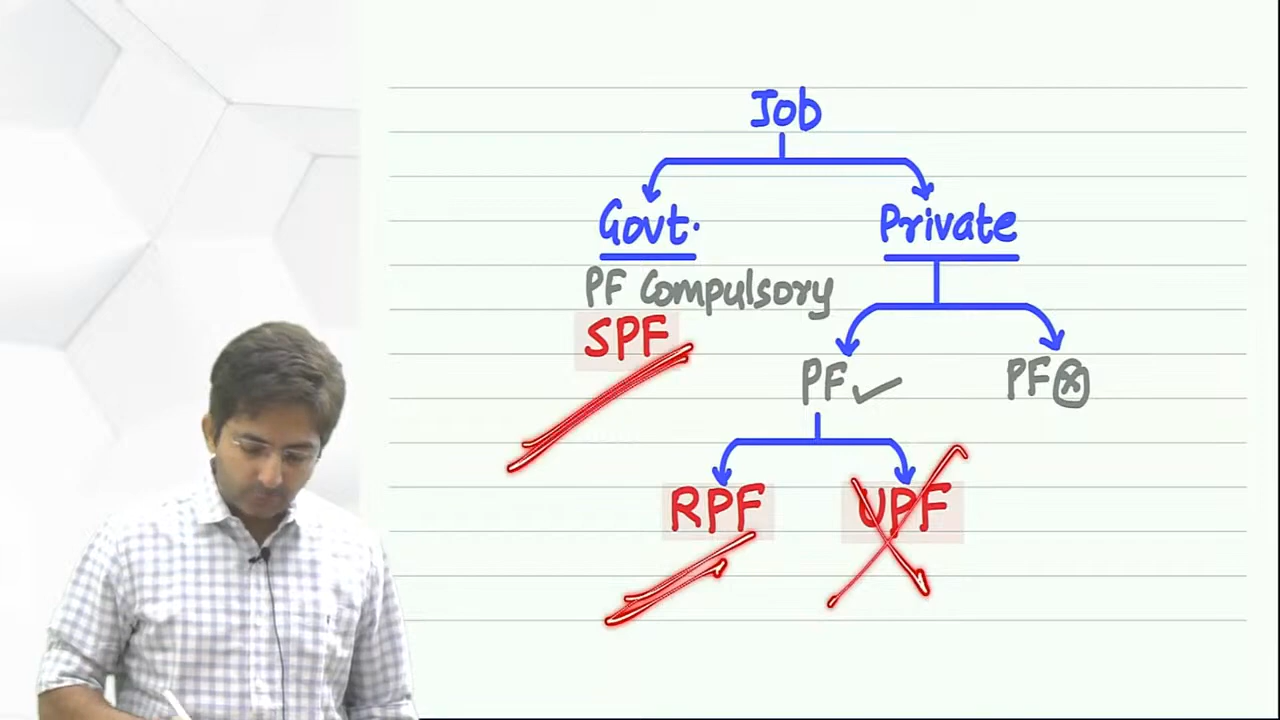 Job
Govt.
Private
PF Compulsory
SPF
PF ✓
PF ⊗
RPF
UPF